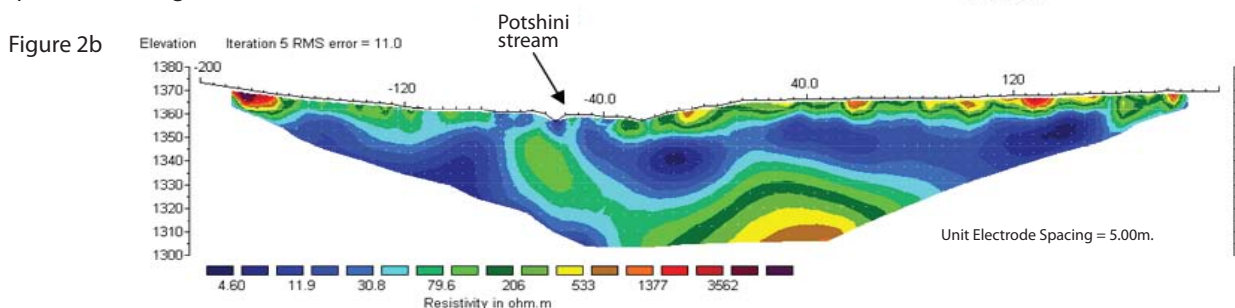 Figure 2b
Elevation Iteration 5 RMS error = 11.0
Potshini
stream
1380
1370
1360
1350
1340
1330
1320
1310
1300
-200
-120
-40.0
40.0
120
Unit Electrode Spacing = 5.00m.
4.60 11.9 30.8 79.6 206 533 1377 3562
Resistivity in ohm.m